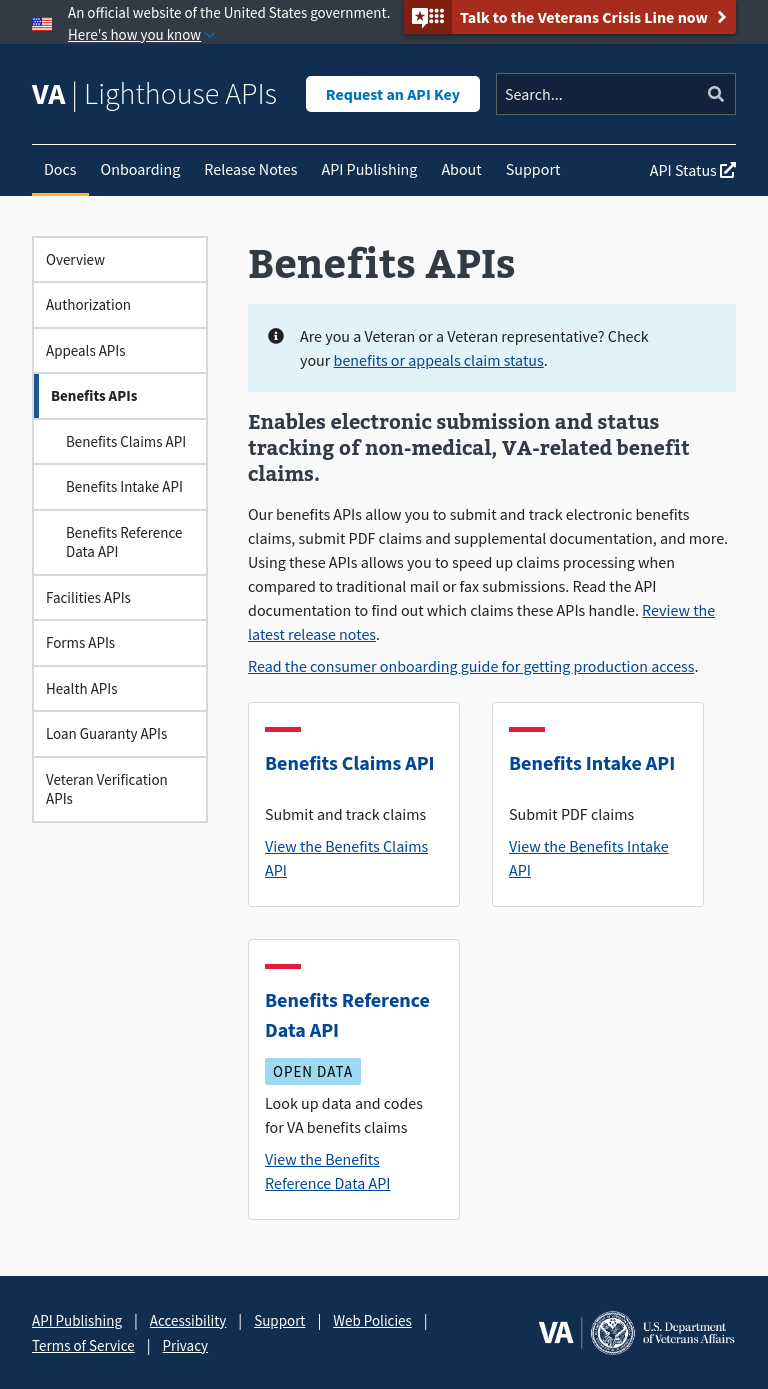 An official website of the United States government.
Here's how you know
Talk to the Veterans Crisis Line now
VA | Lighthouse APIs
Request an API Key
Search...
Docs
Onboarding
Release Notes
API Publishing
About
Support
API Status
Overview
Authorization
Appeals APIs
Benefits APIs
Benefits Claims API
Benefits Intake API
Benefits Reference
Data API
Facilities APIs
Forms APIs
Health APIs
Loan Guaranty APIs
Veteran Verification
APIs
Benefits APIs
Are you a Veteran or a Veteran representative? Check
your benefits or appeals claim status.
Enables electronic submission and status
tracking of non-medical, VA-related benefit
claims.
Our benefits APIs allow you to submit and track electronic benefits
claims, submit PDF claims and supplemental documentation, and more.
Using these APIs allows you to speed up claims processing when
compared to traditional mail or fax submissions. Read the API
documentation to find out which claims these APIs handle. Review the
latest release notes.
Read the consumer onboarding guide for getting production access.
Benefits Claims API
Submit and track claims
View the Benefits Claims
API
Benefits Intake API
Submit PDF claims
View the Benefits Intake
API
Benefits Reference
Data API
OPEN DATA
Look up data and codes
for VA benefits claims
View the Benefits
Reference Data API
API Publishing | Accessibility | Support | Web Policies |
Terms of Service | Privacy
VA
U.S. Department
of Veterans Affairs